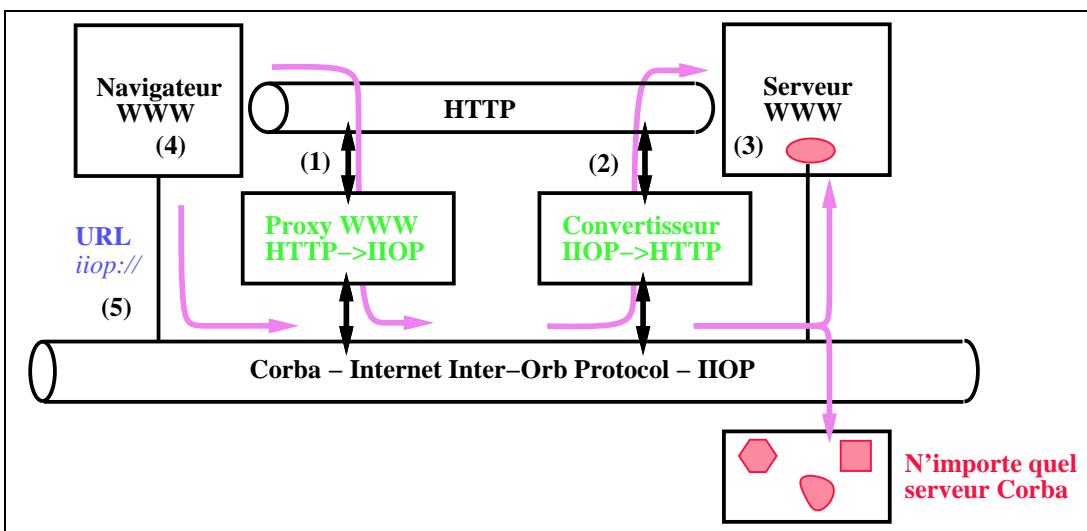 Navigateur
WWW
(4)
HTTP
Serveur
WWW
(3)
(1)
(2)
Proxy WWW
HTTP−>IIOP
Convertisseur
IIOP−>HTTP
URL
iiop://
(5)
Corba − Internet Inter−Orb Protocol − IIOP
N'importe quel
serveur Corba